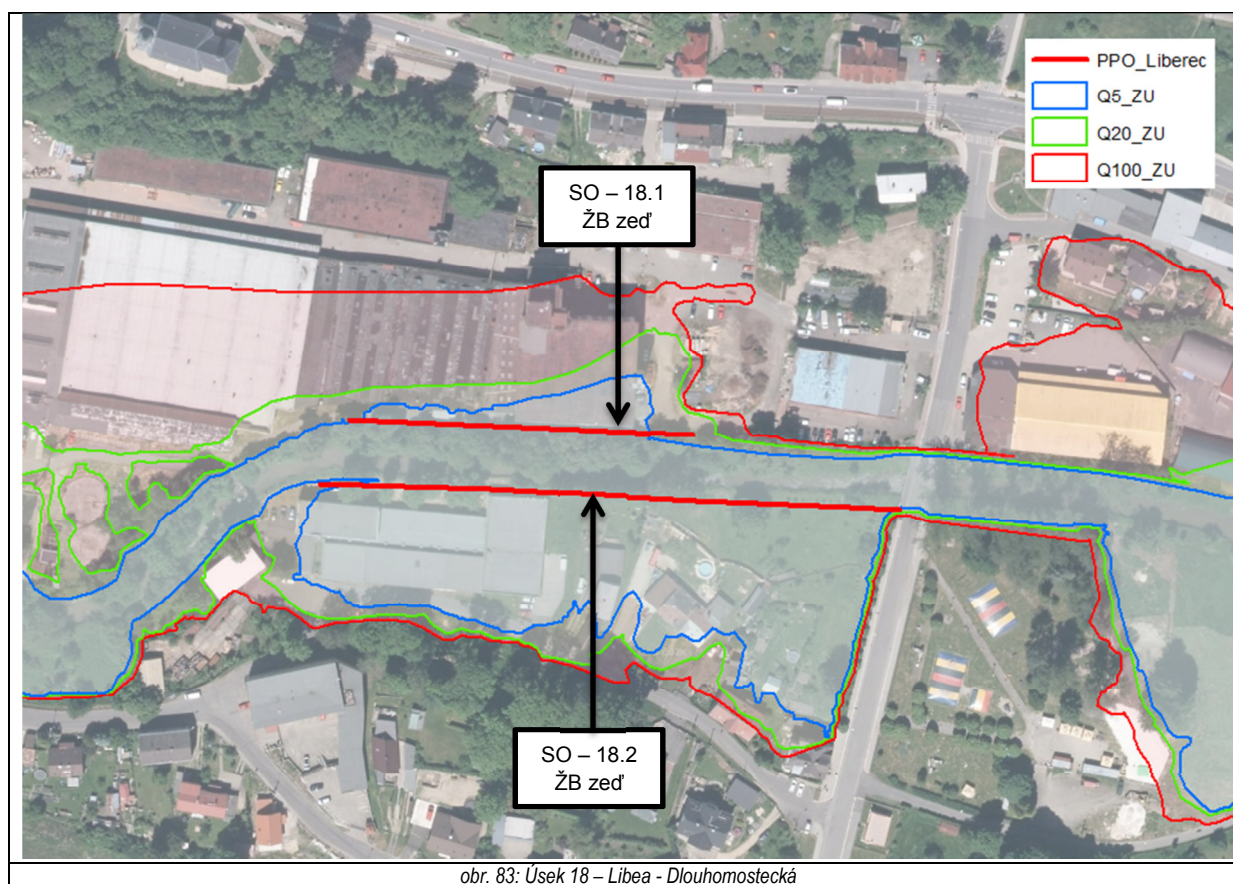 PPO_Liberec
Q5_ZU
Q20_ZU
Q100_ZU
SO – 18.1
ŽB zeď
SO – 18.2
ŽB zeď
obr. 83: Úsek 18 – Libea - Dlouhomostecká